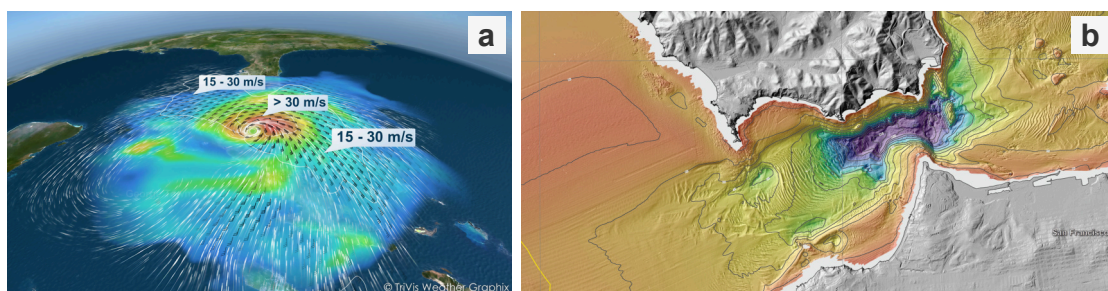 a
15 - 30 m/s
> 30 m/s
15 - 30 m/s
© TriVis Weather Graphix
b
San Francisco